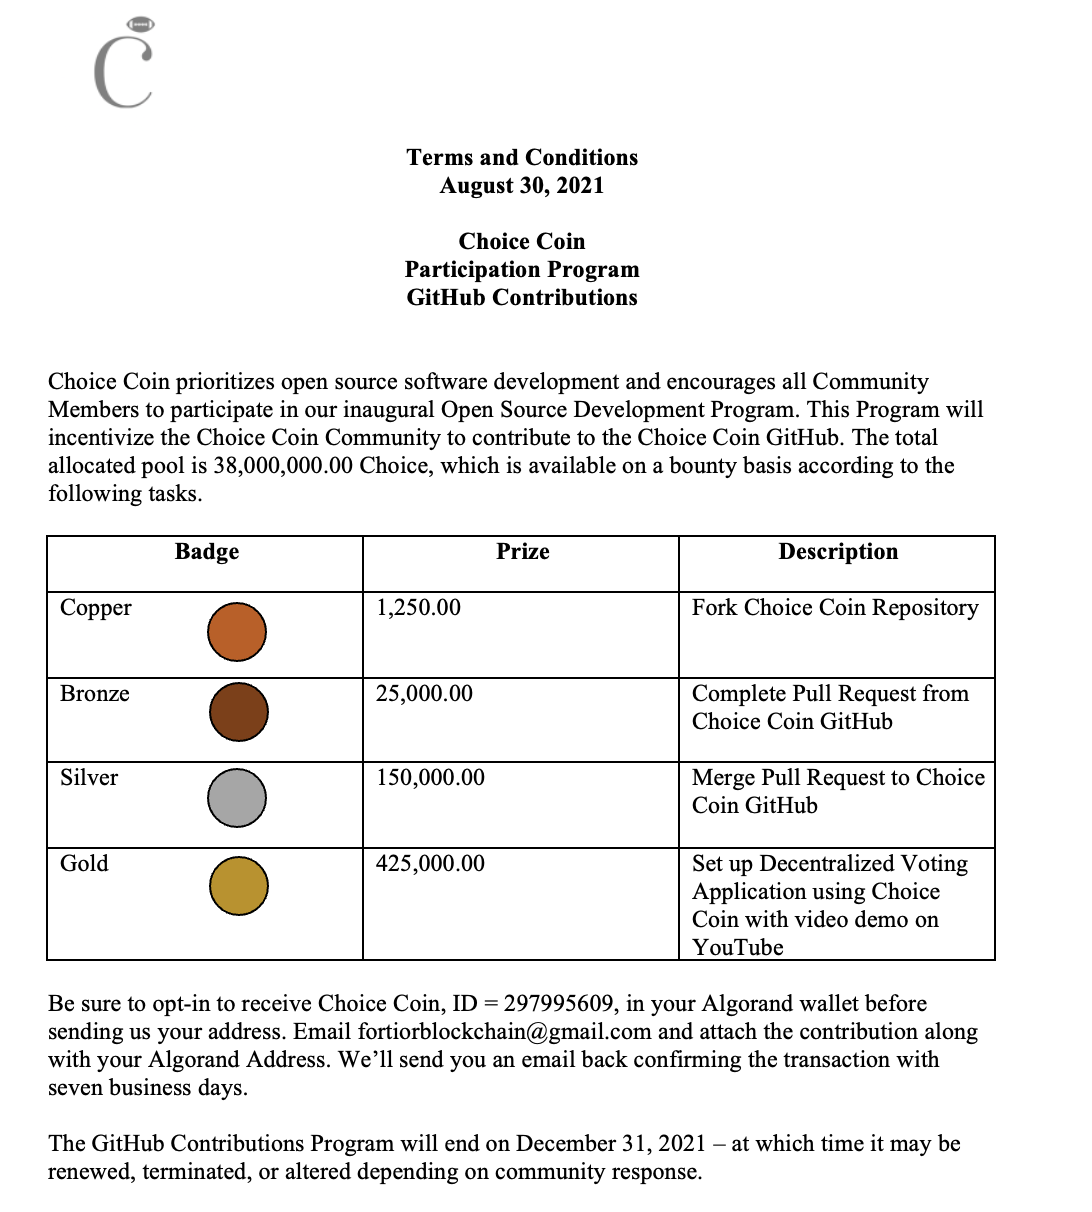 Č
Terms and Conditions
August 30, 2021
Choice Coin
Participation Program
GitHub Contributions
Choice Coin prioritizes open source software development and encourages all Community
Members to participate in our inaugural Open Source Development Program. This Program will
incentivize the Choice Coin Community to contribute to the Choice Coin GitHub. The total
allocated pool is 38,000,000.00 Choice, which is available on a bounty basis according to the
following tasks.
Badge Prize Description
Copper 1,250.00 Fork Choice Coin Repository
Bronze 25,000.00 Complete Pull Request from
Choice Coin GitHub
Silver 150,000.00 Merge Pull Request to Choice
Coin GitHub
Gold 425,000.00 Set up Decentralized Voting
Application using Choice
Coin with video demo on
YouTube
Be sure to opt-in to receive Choice Coin, ID = 297995609, in your Algorand wallet before
sending us your address. Email fortiorblockchain@gmail.com and attach the contribution along
with your Algorand Address. We’ll send you an email back confirming the transaction with
seven business days.
The GitHub Contributions Program will end on December 31, 2021 – at which time it may be
renewed, terminated, or altered depending on community response.